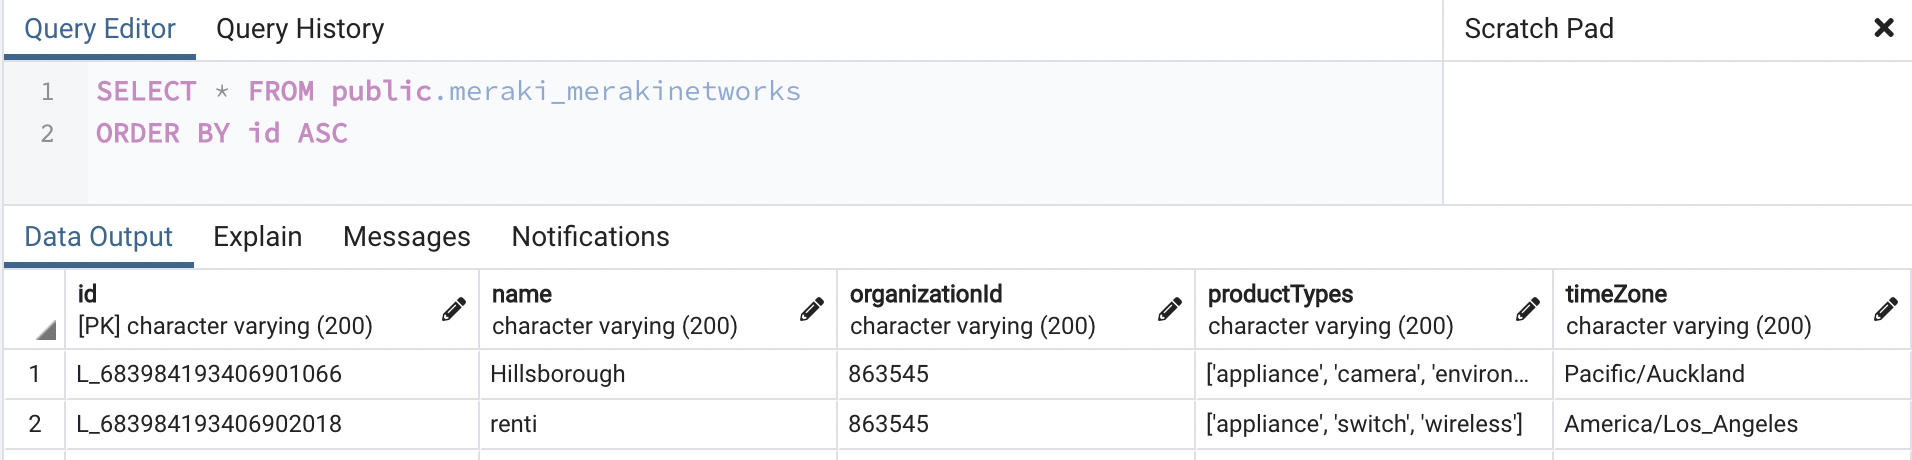 Query Editor Query History Scratch Pad
1 SELECT * FROM public.meraki_merakinetworks
2 ORDER BY id ASC
Data Output Explain Messages Notifications
id name organizationId productTypes timeZone
[PK] character varying (200) character varying (200) character varying (200) character varying (200) character varying (200)
1 L_683984193406901066 Hillsborough 863545 ['appliance', 'camera', 'environ... Pacific/Auckland
2 L_683984193406902018 renti 863545 ['appliance', 'switch', 'wireless'] America/Los_Angeles